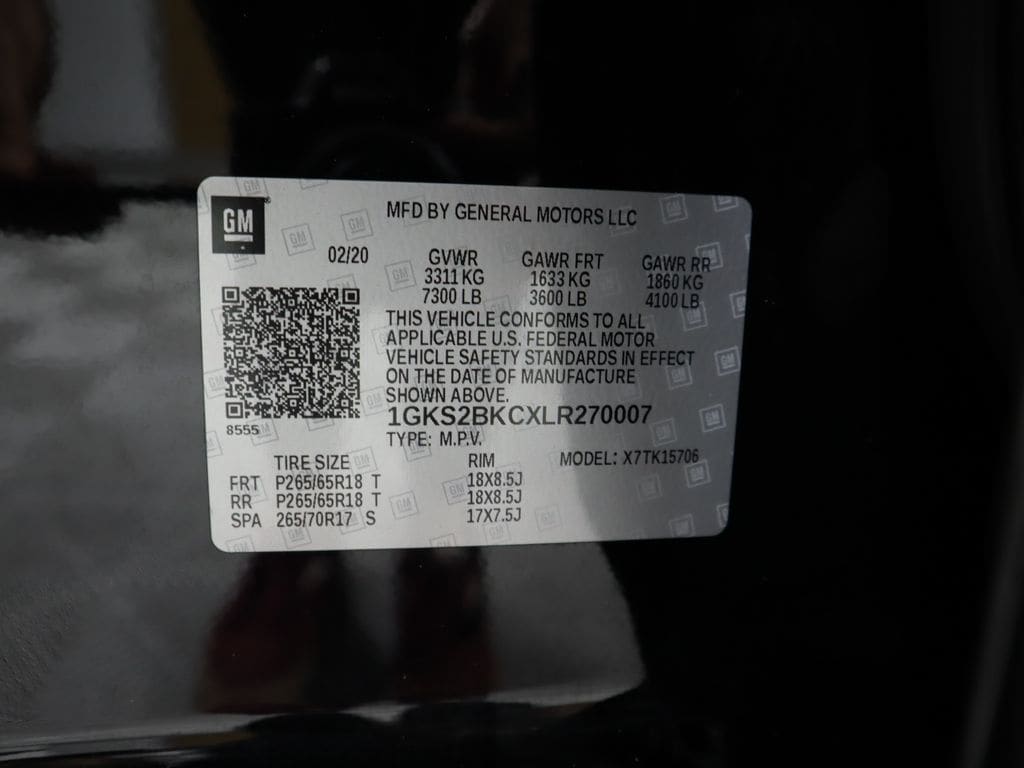 GM
MFD BY GENERAL MOTORS LLC
02/20 GVWR GAWR FRT GAWR RR
3311 KG 1633 KG 1860 KG
7300 LB 3600 LB 4100 LB
THIS VEHICLE CONFORMS TO ALL
APPLICABLE U.S. FEDERAL MOTOR
VEHICLE SAFETY STANDARDS IN EFFECT
ON THE DATE OF MANUFACTURE
SHOWN ABOVE.
1GKS2BKCXLR270007
8555
TYPE: M.P.V.
TIRE SIZE RIM MODEL: X7TK15706
FRT P265/65R18 T 18X8.5J
RR P265/65R18 T 18X8.5J
SPA 265/70R17 S 17X7.5J